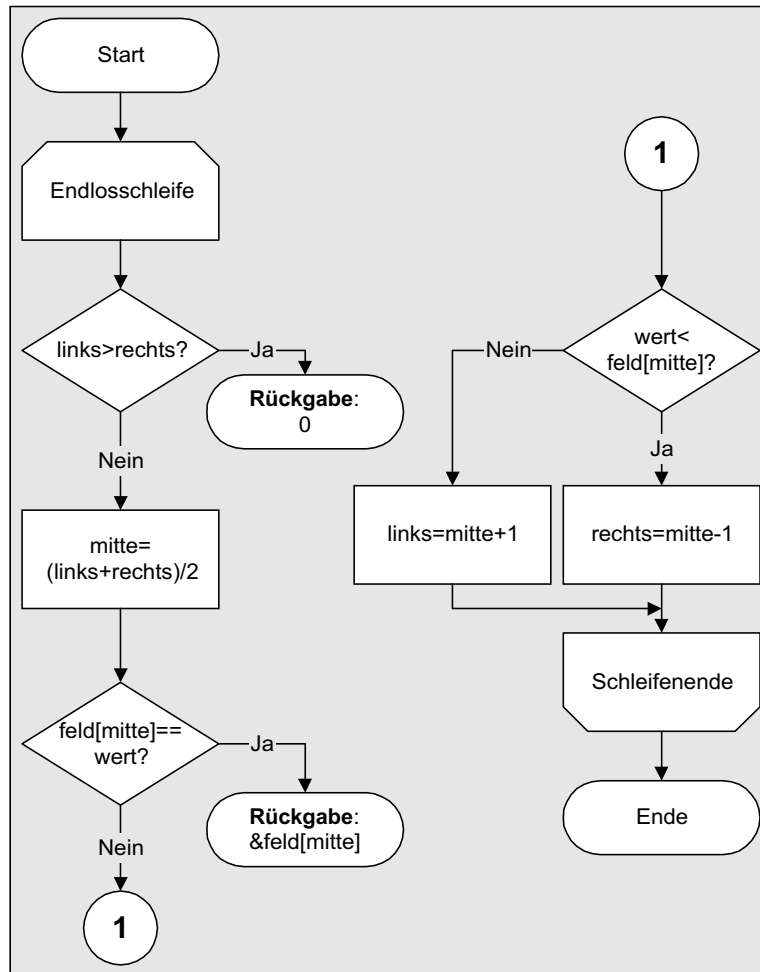 Start
Endlosschleife
links>rechts?
Ja
Rückgabe:
0
Nein
mitte=
(links+rechts)/2
feld[mitte]==
wert?
Ja
Rückgabe:
&feld[mitte]
Nein
1
1
wert<
feld[mitte]?
Nein
Ja
links=mitte+1
rechts=mitte-1
Schleifenende
Ende